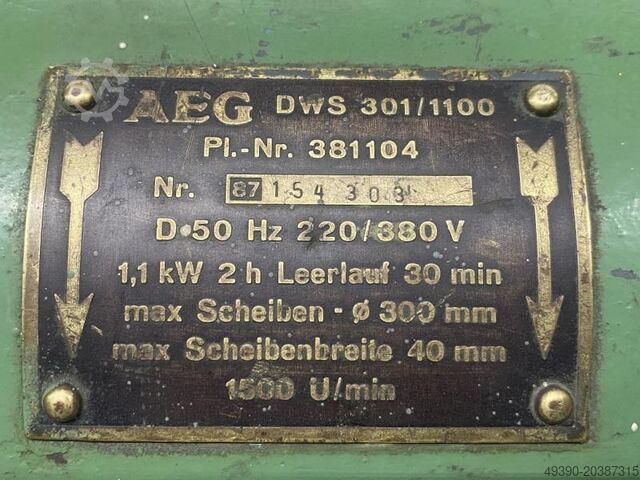 AEG DWS 301/1100
Pl.-Nr. 381104
Nr. 87 154 303
D 50 Hz 220/380 V
1,1 kW 2 h Leerlauf 30 min
max Scheiben - ø 300 mm
max Scheibenbreite 40 mm
1500 U/min
49390-20387315